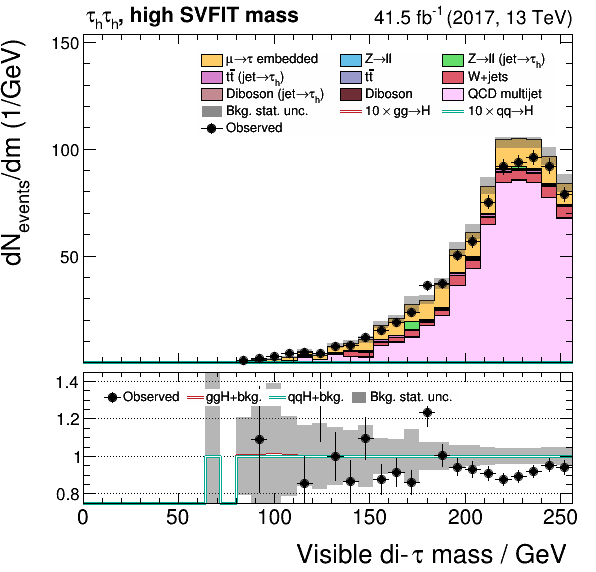 τhτh, high SVFIT mass 41.5 fb⁻¹ (2017, 13 TeV)
dNevents/dm (1/GeV)
150
100
50
μ→τ embedded Z→ll Z→ll (jet→τh)
tt̄ (jet→τh) tt̄ W+jets
Diboson (jet→τh) Diboson QCD multijet
Bkg. stat. unc. 10 × gg→H 10 × qq→H
Observed
1.4
1.2
1
0.8
Observed ggH+bkg. qqH+bkg. Bkg. stat. unc.
0 50 100 150 200 250
Visible di-τ mass / GeV